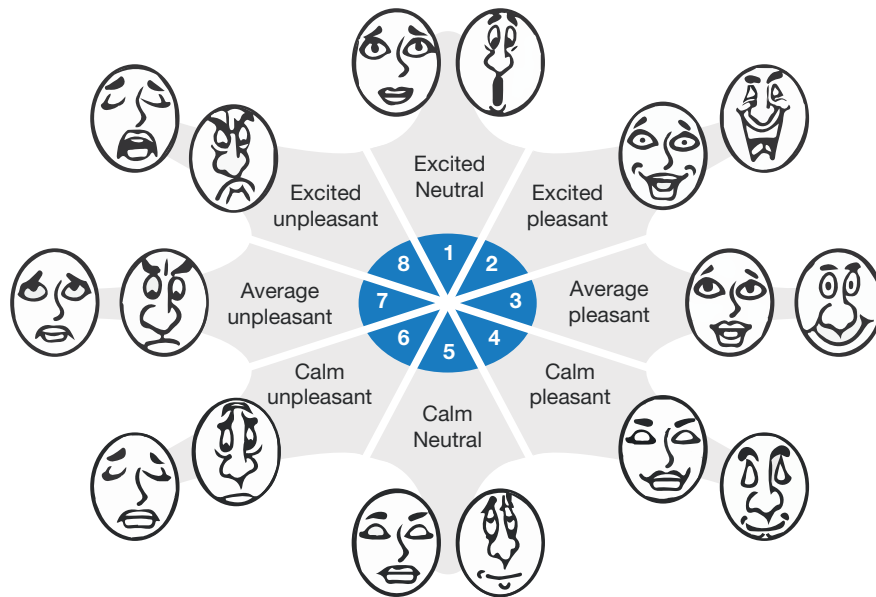 Excited
Neutral
Excited
unpleasant
Excited
pleasant
1
8
2
Average
unpleasant
7
3
Average
pleasant
6
4
5
Calm
unpleasant
Calm
pleasant
Calm
Neutral